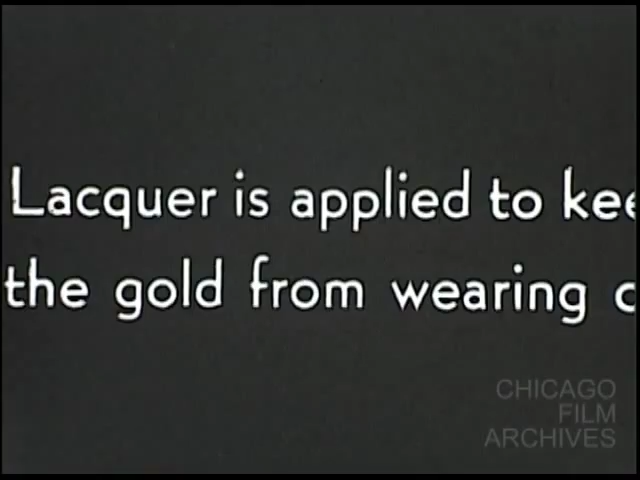 Lacquer is applied to kee
the gold from wearing
CHICAGO
FILM
ARCHIVES